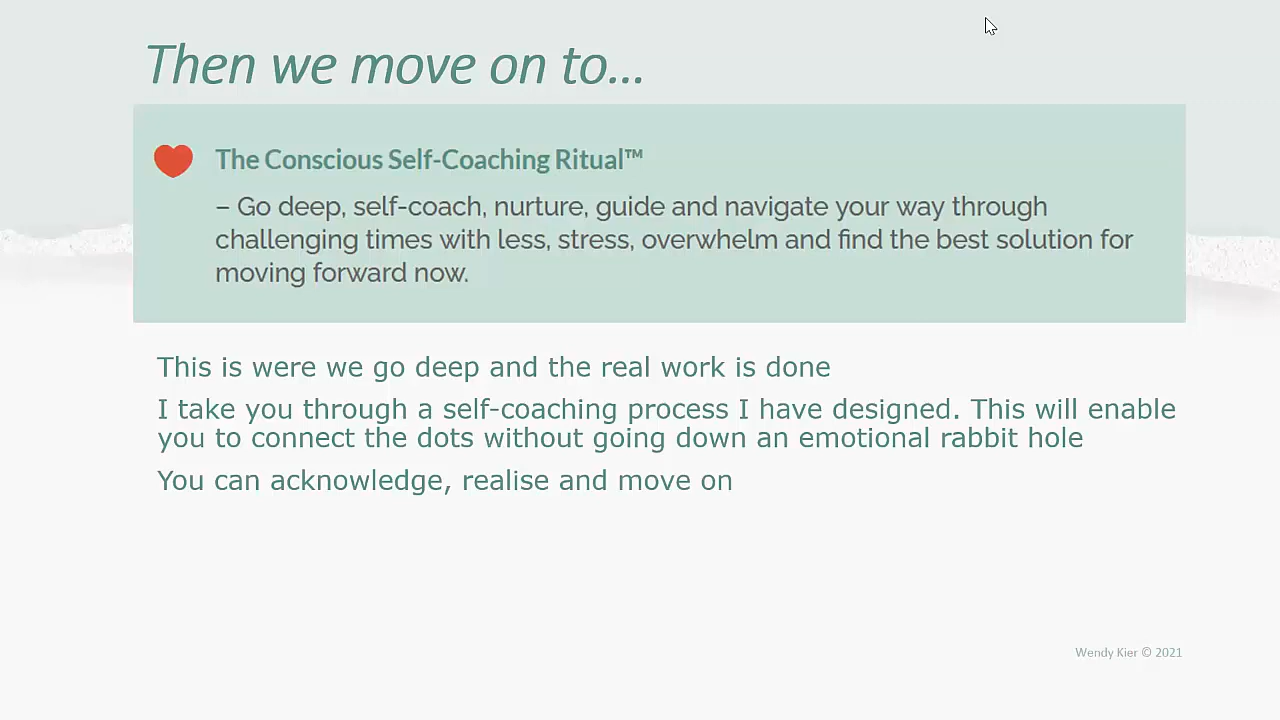 Then we move on to...
The Conscious Self-Coaching Ritual™
– Go deep, self-coach, nurture, guide and navigate your way through
challenging times with less, stress, overwhelm and find the best solution for
moving forward now.
This is were we go deep and the real work is done
I take you through a self-coaching process I have designed. This will enable
you to connect the dots without going down an emotional rabbit hole
You can acknowledge, realise and move on
Wendy Kier © 2021